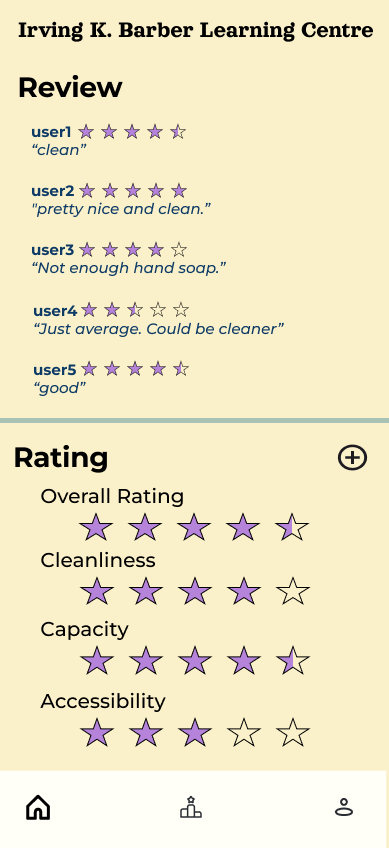 Irving K. Barber Learning Centre
Review
user1
“clean”
user2
"pretty nice and clean.”
user3
“Not enough hand soap.”
user4
“Just average. Could be cleaner”
user5
“good”
Rating
Overall Rating
Cleanliness
Capacity
Accessibility